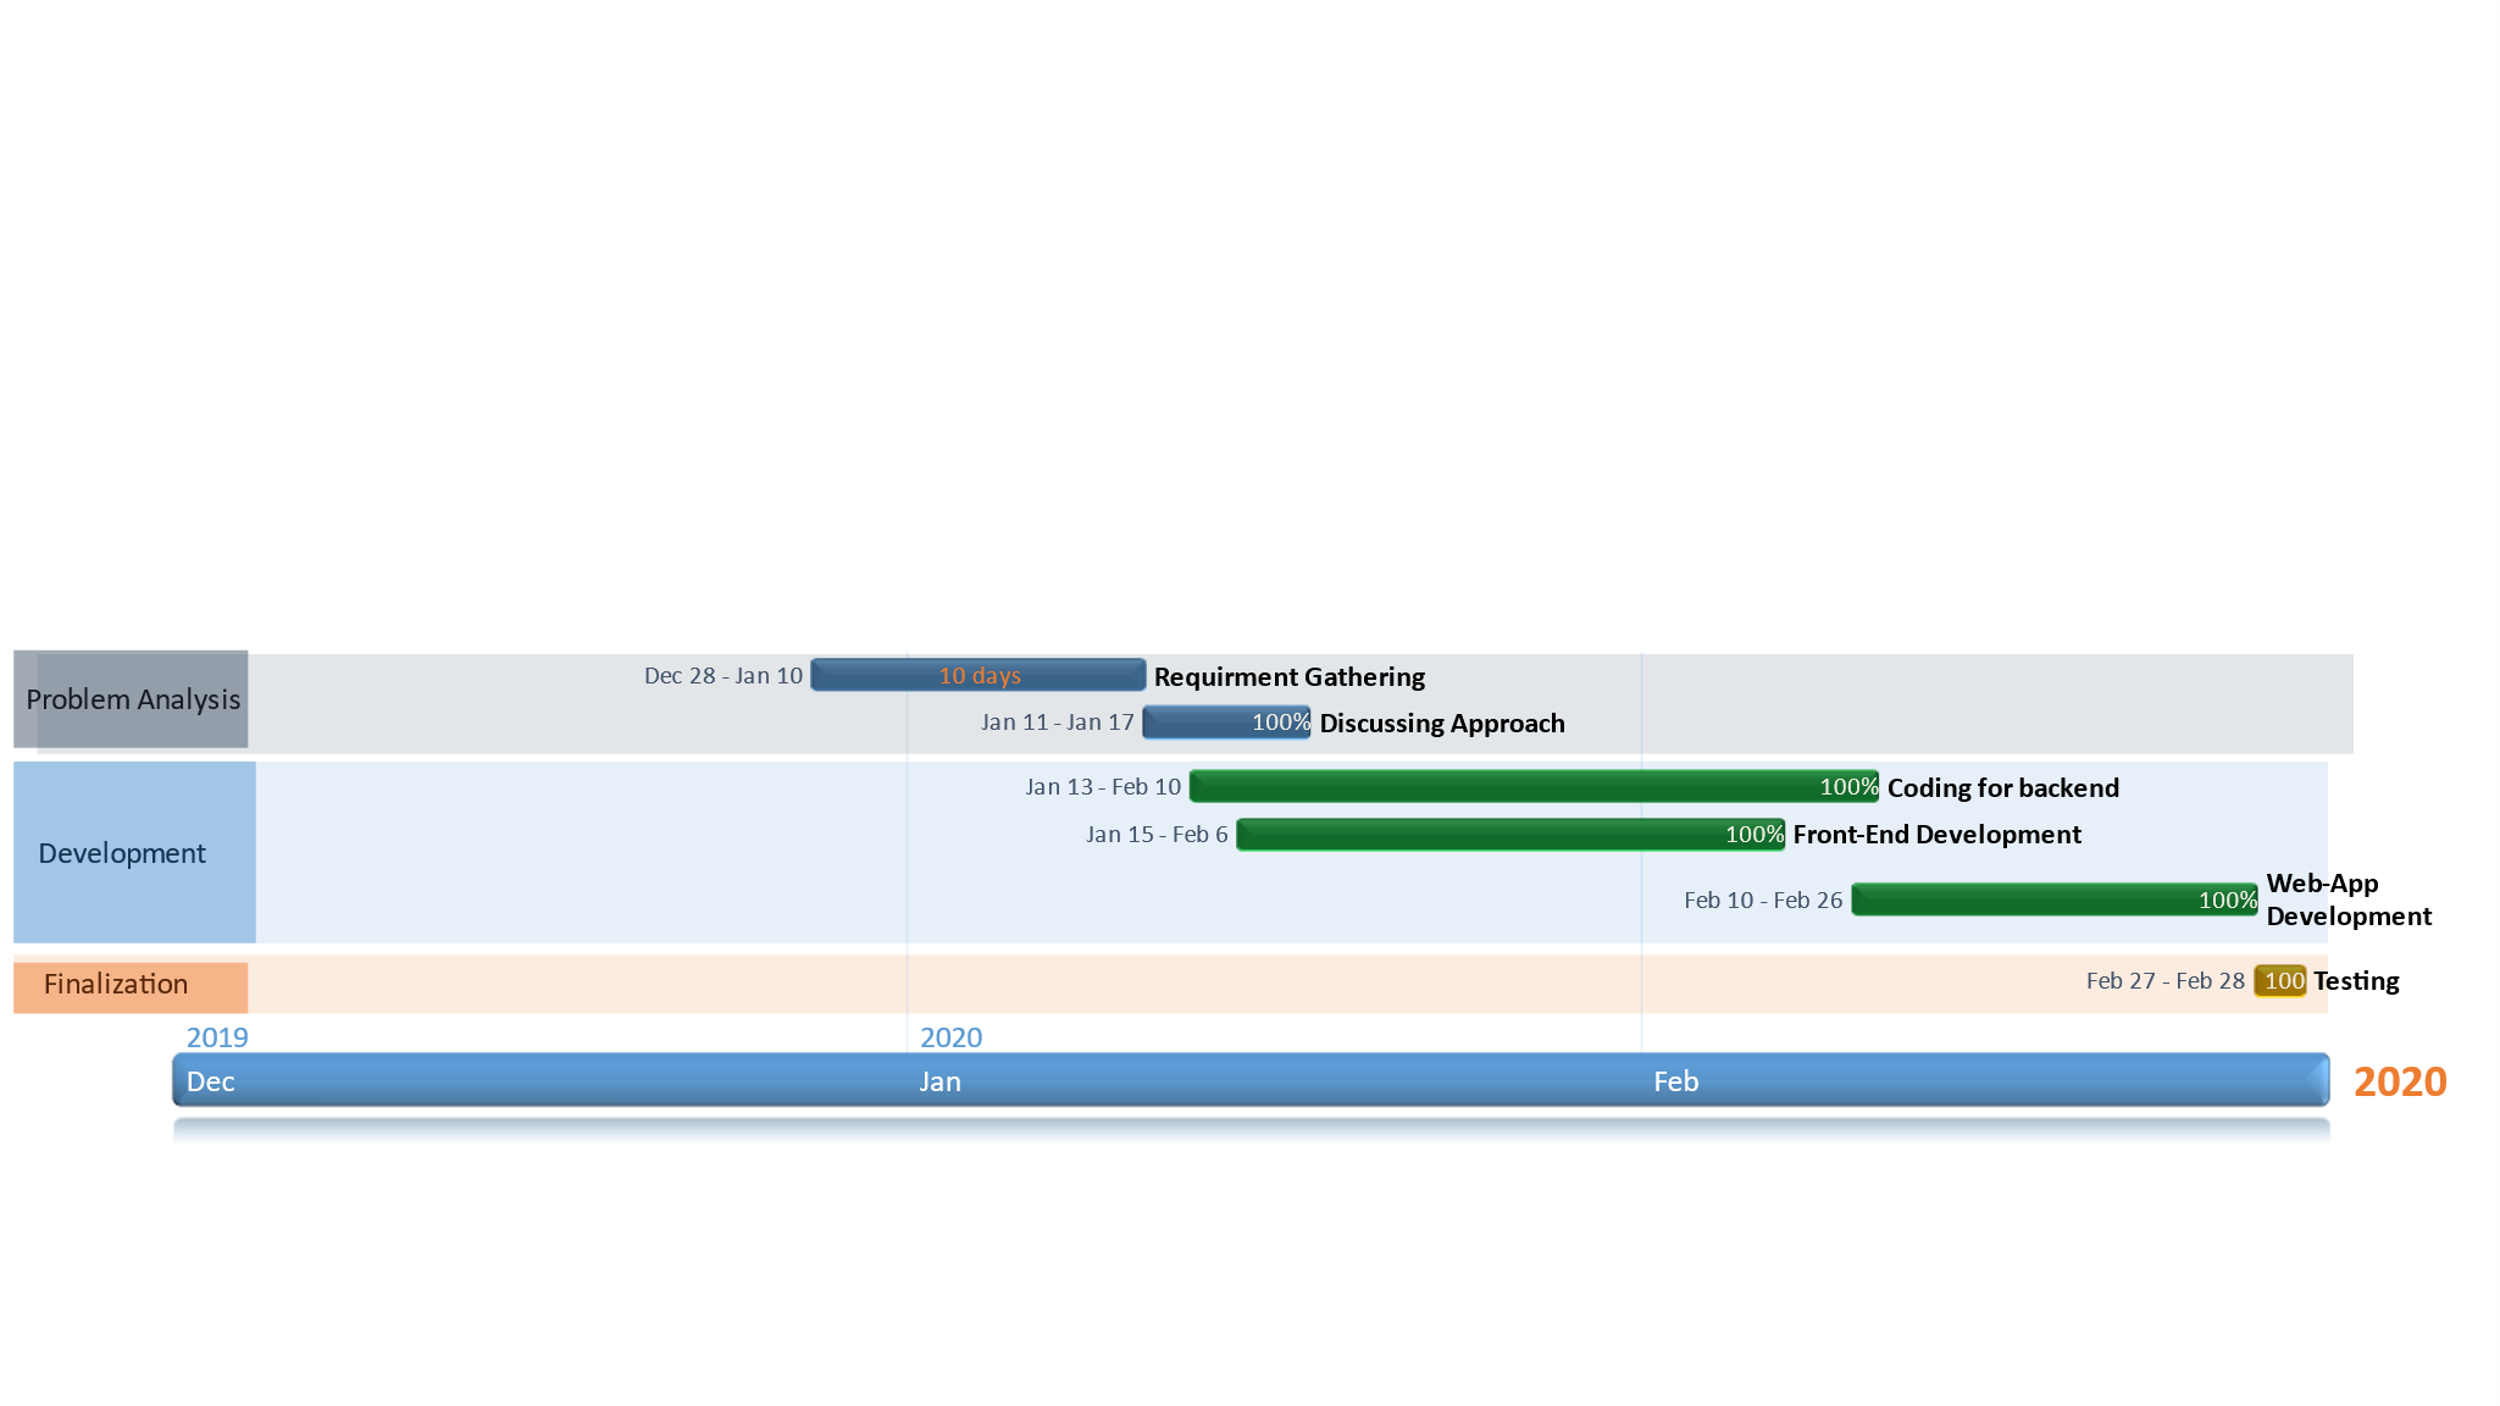 Problem Analysis
Dec 28 - Jan 10 10 days Requirment Gathering
Jan 11 - Jan 17 100% Discussing Approach
Development
Jan 13 - Feb 10 100% Coding for backend
Jan 15 - Feb 6 100% Front-End Development
Feb 10 - Feb 26 100% Web-App
Development
Finalization
Feb 27 - Feb 28 100 Testing
2019 2020
Dec Jan Feb 2020